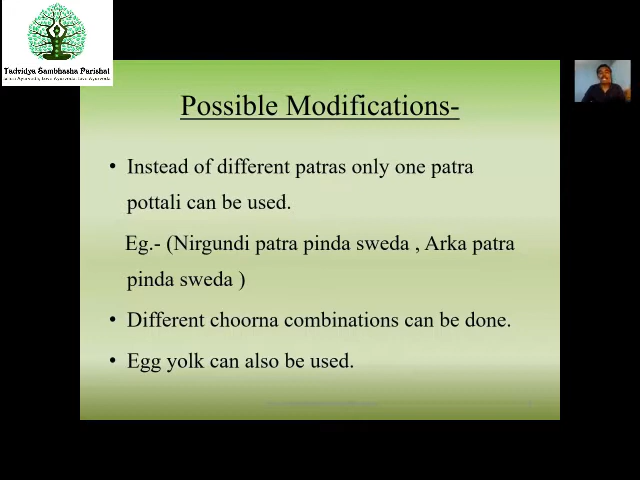 Tadvidya Sambhasha Parishat
Possible Modifications-
• Instead of different patras only one patra
pottali can be used.
Eg.- (Nirgundi patra pinda sweda , Arka patra
pinda sweda )
• Different choorna combinations can be done.
• Egg yolk can also be used.